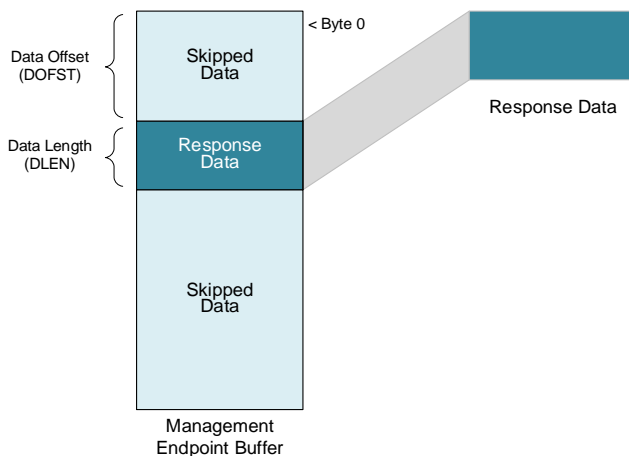 < Byte 0
Data Offset
(DOFST)
Skipped
Data
Data Length
(DLEN)
Response
Data
Response Data
Skipped
Data
Management
Endpoint Buffer